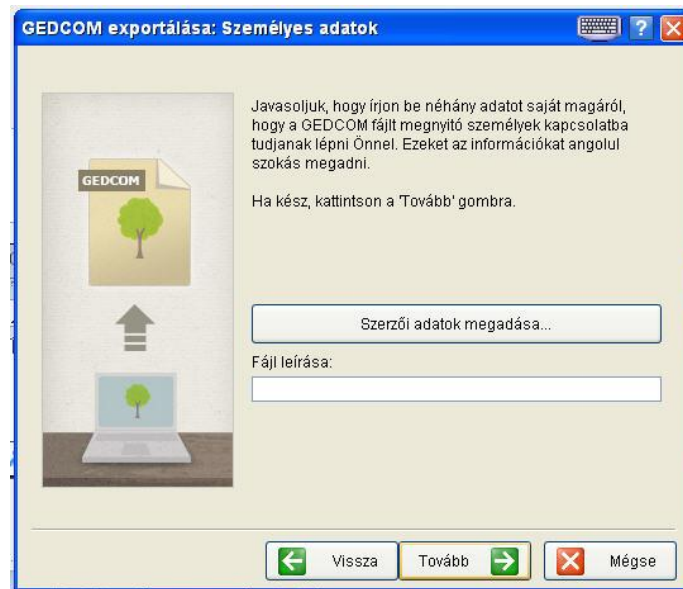 GEDCOM exportálása: Személyes adatok
?
Javasoljuk, hogy írjon be néhány adatot saját magáról,
hogy a GEDCOM fájlt megnyitó személyek kapcsolatba
tudjanak lépni Önnel. Ezeket az információkat angolul
szokás megadni.
GEDCOM
Ha kész, kattintson a 'Tovább' gombra.
Szerzői adatok megadása...
Fájl leírása:
Vissza
Tovább
Mégse